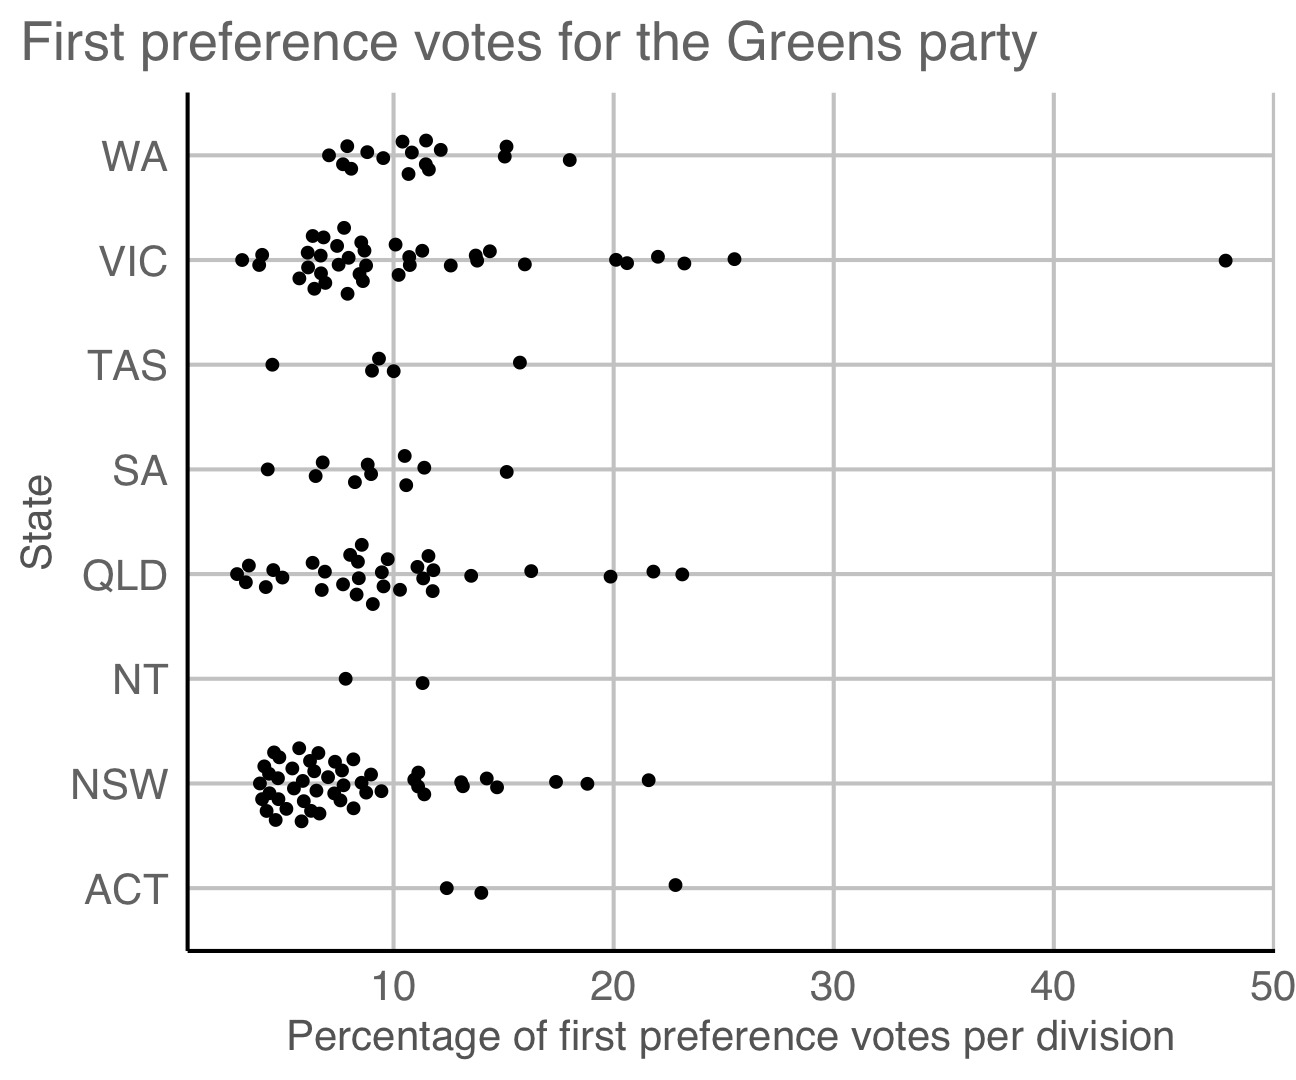 First preference votes for the Greens party
WA
VIC
TAS
SA
QLD
NT
NSW
ACT
State
10 20 30 40 50
Percentage of first preference votes per division